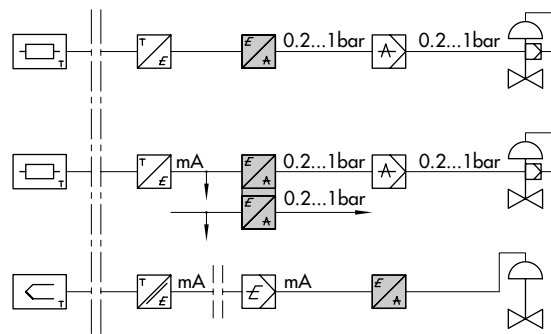 T T E E A 0.2...1bar A 0.2...1bar
T T E mA E A 0.2...1bar A 0.2...1bar
E A 0.2...1bar
T T E mA E mA E A